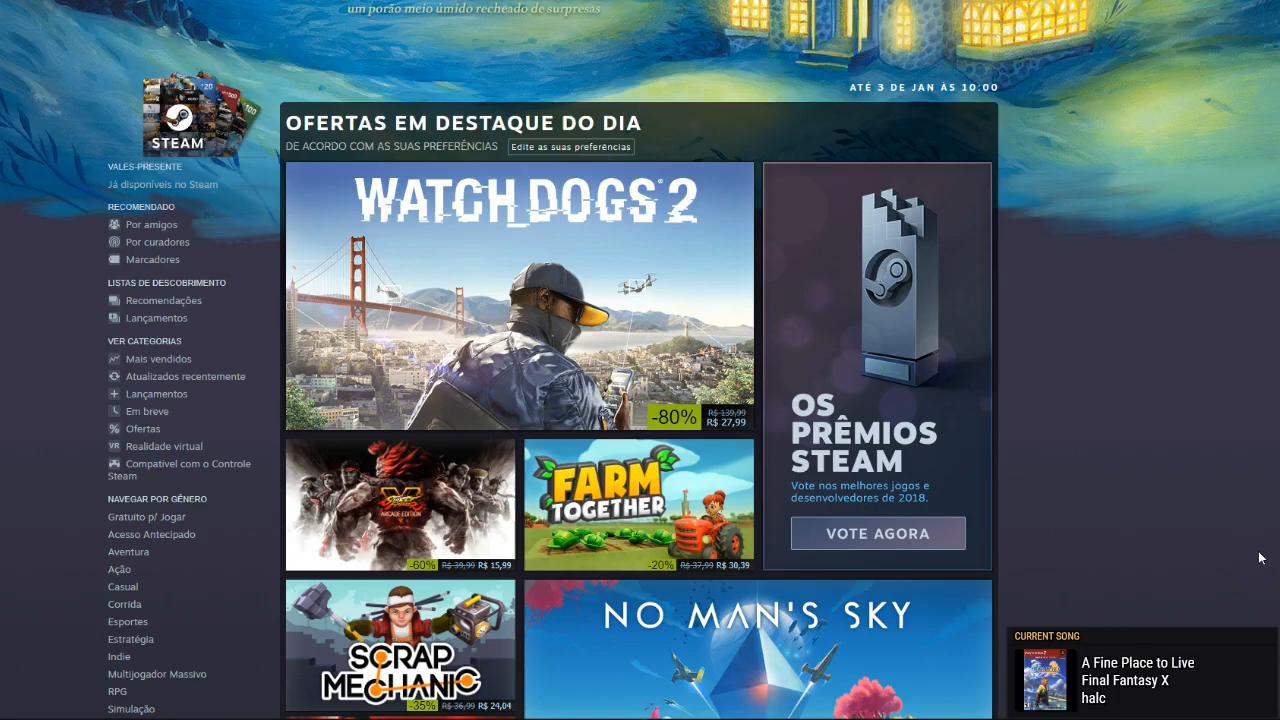 um porão meio úmido recheado de surpresas
ATÉ 3 DE JAN ÀS 10:00
STEAM
VALES-PRESENTE
Já disponíveis no Steam
RECOMENDADO
Por amigos
Por curadores
Marcadores
LISTAS DE DESCOBRIMENTO
Recomendações
Lançamentos
VER CATEGORIAS
Mais vendidos
Atualizados recentemente
Lançamentos
Em breve
Ofertas
VR Realidade virtual
Compatível com o Controle
Steam
NAVEGAR POR GÊNERO
Gratuito p/ Jogar
Acesso Antecipado
Aventura
Ação
Casual
Corrida
Esportes
Estratégia
Indie
Multijogador Massivo
RPG
Simulação
OFERTAS EM DESTAQUE DO DIA
DE ACORDO COM AS SUAS PREFERÊNCIAS Edite as suas preferências
WATCH_DOGS 2
-80% R$ 139,99
R$ 27,99
STREET FIGHTER V
ARCADE EDITION
-60% R$ 39,99 R$ 15,99
FARM
TOGETHER
-20% R$ 37,99 R$ 30,39
SCRAP
MECHANIC
-35% R$ 36,99 R$ 24,04
NO MAN'S SKY
OS
PRÊMIOS
STEAM
Vote nos melhores jogos e
desenvolvedores de 2018.
VOTE AGORA
CURRENT SONG
A Fine Place to Live
Final Fantasy X
halc